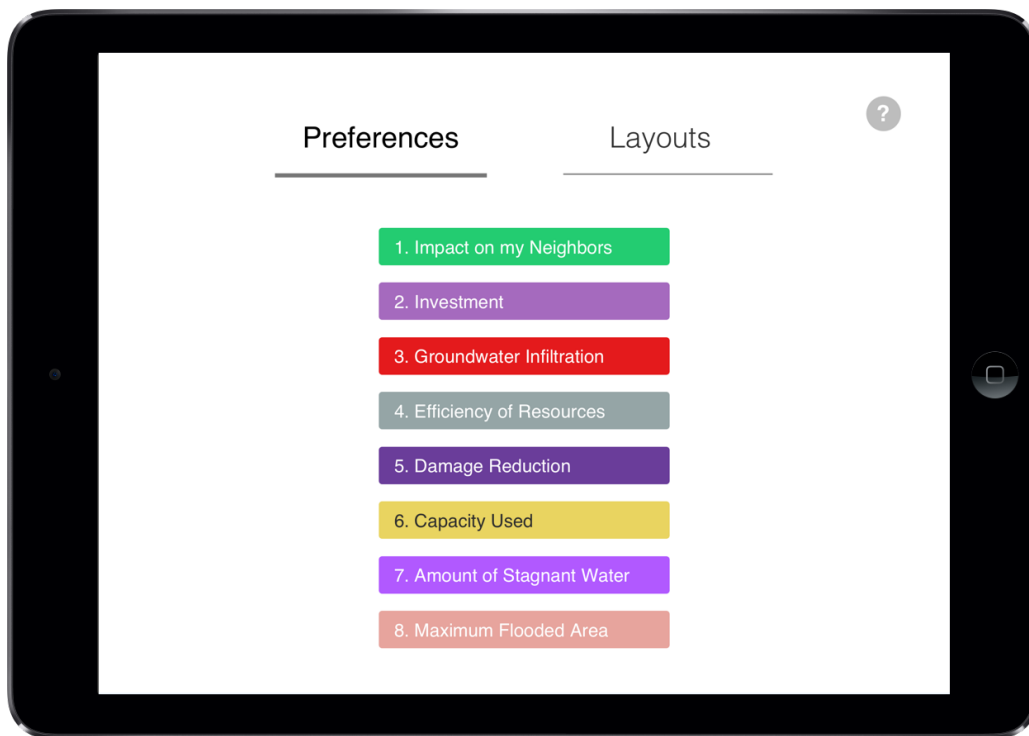 Preferences
Layouts
?
1. Impact on my Neighbors
2. Investment
3. Groundwater Infiltration
4. Efficiency of Resources
5. Damage Reduction
6. Capacity Used
7. Amount of Stagnant Water
8. Maximum Flooded Area